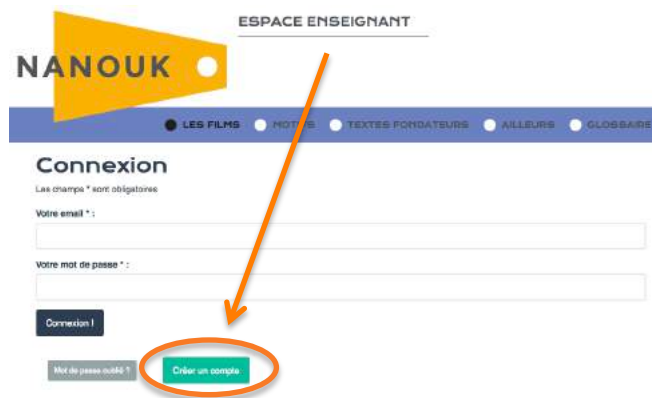 ESPACE ENSEIGNANT
NANOUK
LES FILMS MOTIFS TEXTES FONDATEURS AILLEURS GLOSSAIRE
Connexion
Les champs * sont obligatoires
Votre email * :
Votre mot de passe * :
Connexion !
Mot de passe oublié ? Créer un compte